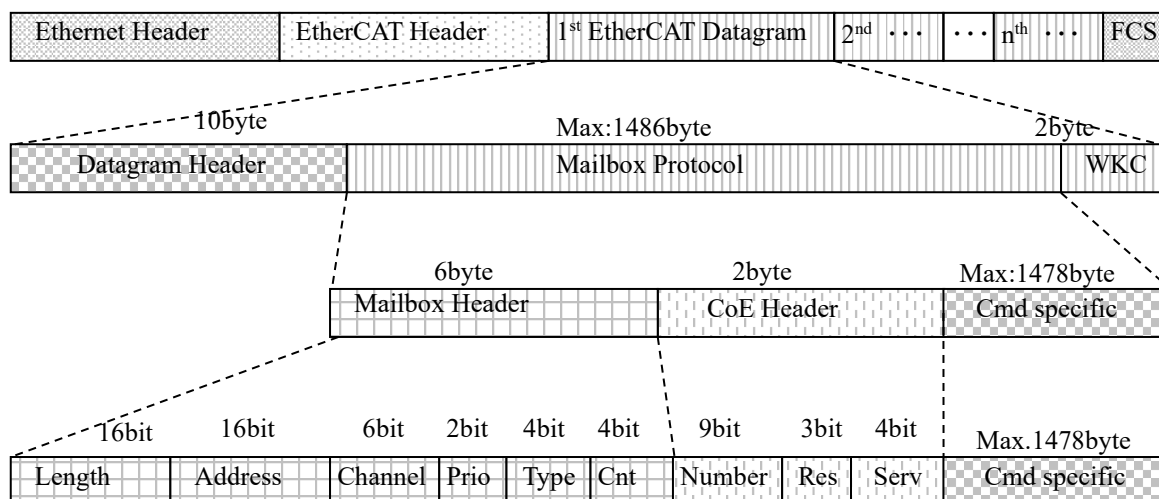 Ethernet Header EtherCAT Header 1st EtherCAT Datagram 2nd ··· ··· nth ··· FCS
10byte Max:1486byte 2byte
Datagram Header Mailbox Protocol WKC
6byte 2byte Max:1478byte
Mailbox Header CoE Header Cmd specific
16bit 16bit 6bit 2bit 4bit 4bit 9bit 3bit 4bit Max.1478byte
Length Address Channel Prio Type Cnt Number Res Serv Cmd specific